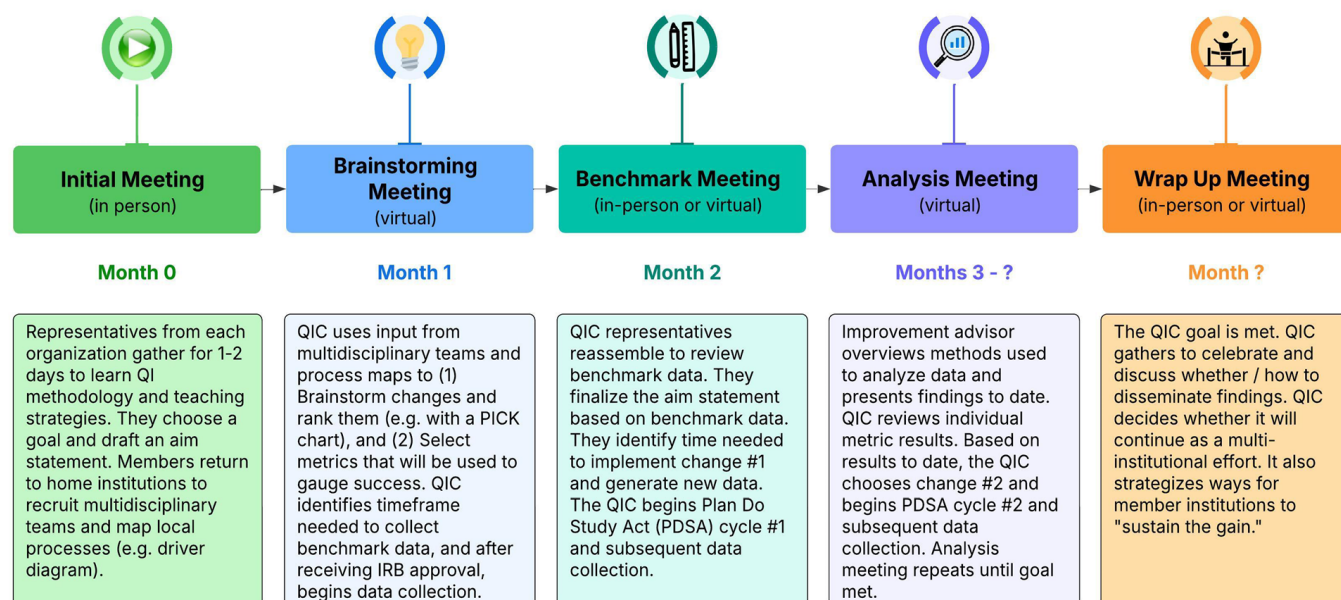 Initial Meeting
(in person)
Brainstorming
Meeting
(virtual)
Benchmark Meeting
(in-person or virtual)
Analysis Meeting
(virtual)
Wrap Up Meeting
(in-person or virtual)
Month 0
Month 1
Month 2
Months 3 - ?
Month ?
Representatives from each
organization gather for 1-2
days to learn QI
methodology and teaching
strategies. They choose a
goal and draft an aim
statement. Members return
to home institutions to
recruit multidisciplinary
teams and map local
processes (e.g. driver
diagram).
QIC uses input from
multidisciplinary teams and
process maps to (1)
Brainstorm changes and
rank them (e.g. with a PICK
chart), and (2) Select
metrics that will be used to
gauge success. QIC
identifies timeframe
needed to collect
benchmark data, and after
receiving IRB approval,
begins data collection.
QIC representatives
reassemble to review
benchmark data. They
finalize the aim statement
based on benchmark data.
They identify time needed
to implement change #1
and generate new data.
The QIC begins Plan Do
Study Act (PDSA) cycle #1
and subsequent data
collection.
Improvement advisor
overviews methods used
to analyze data and
presents findings to date.
QIC reviews individual
metric results. Based on
results to date, the QIC
chooses change #2 and
begins PDSA cycle #2 and
subsequent data
collection. Analysis
meeting repeats until goal
met.
The QIC goal is met. QIC
gathers to celebrate and
discuss whether / how to
disseminate findings. QIC
decides whether it will
continue as a multi-
institutional effort. It also
strategizes ways for
member institutions to
"sustain the gain."